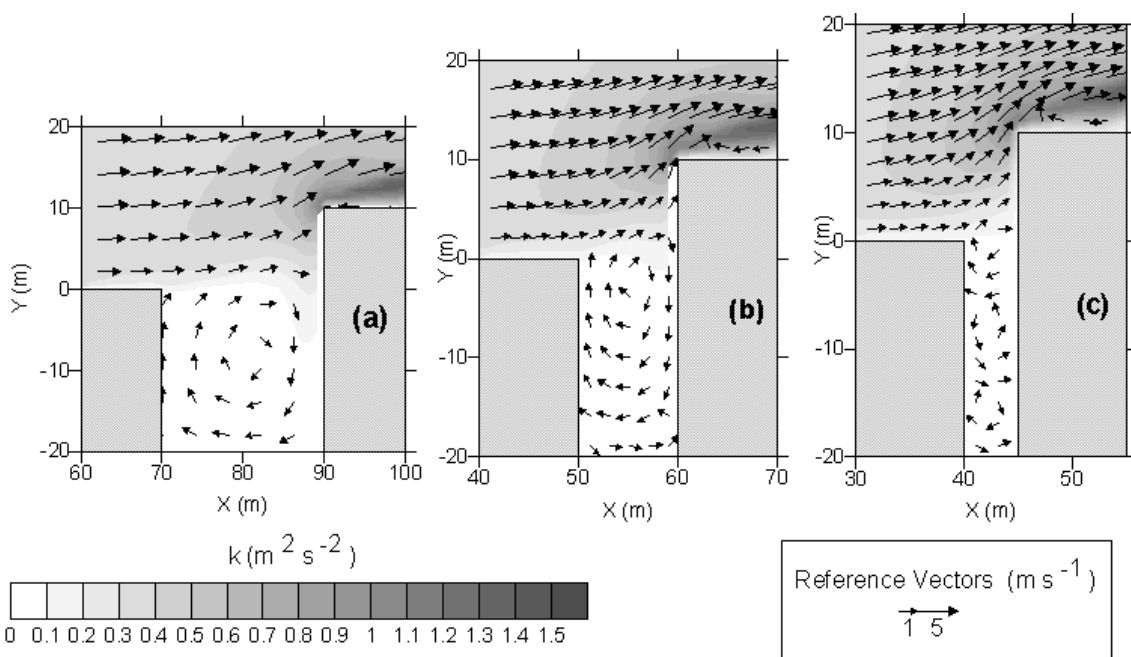 20
10
0
-10
-20
Y (m)
60 70 80 90 100
X (m)
(a)
20
10
0
-10
-20
Y (m)
40 50 60 70
X (m)
(b)
20
10
0
-10
-20
Y (m)
30 40 50
X (m)
(c)
k (m² s⁻²)
0 0.1 0.2 0.3 0.4 0.5 0.6 0.7 0.8 0.9 1 1.1 1.2 1.3 1.4 1.5
Reference Vectors (m s⁻¹)
1 5